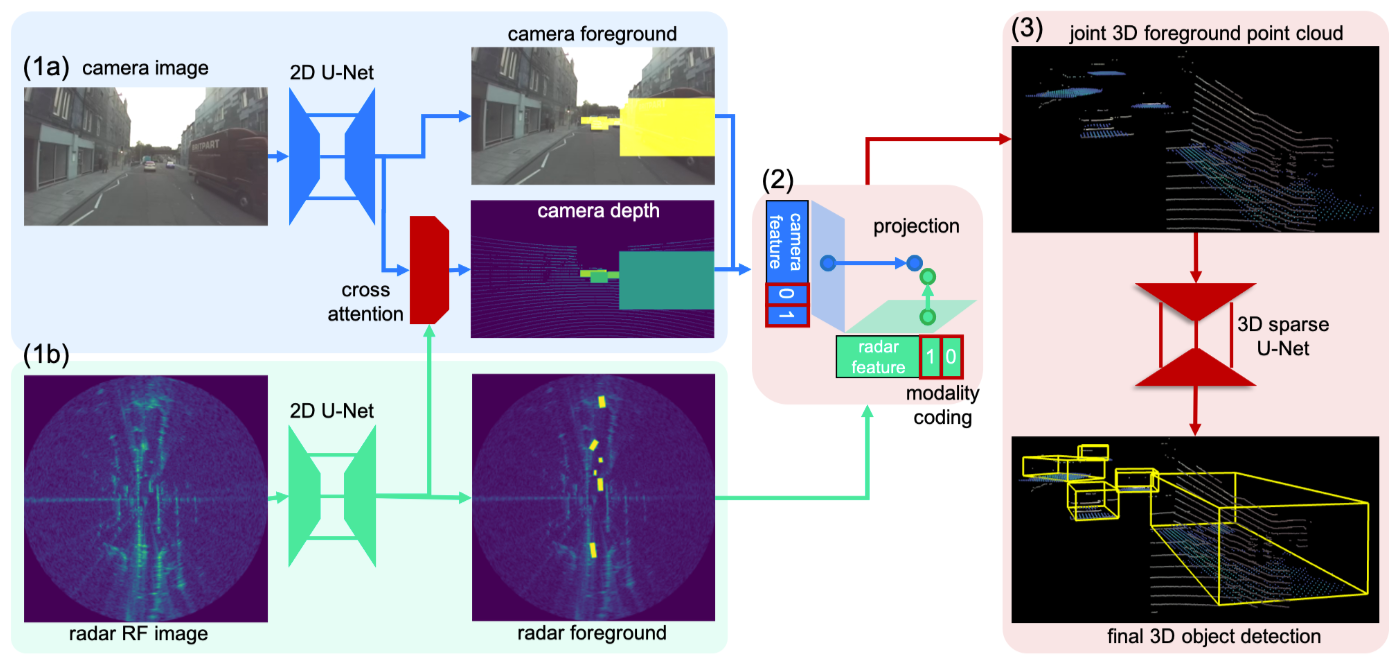 (1a)
camera image
2D U-Net
camera foreground
camera depth
cross
attention
(1b)
2D U-Net
radar RF image
radar foreground
(2)
camera
feature
0
1
projection
radar
feature
1
0
modality
coding
(3)
joint 3D foreground point cloud
3D sparse
U-Net
final 3D object detection